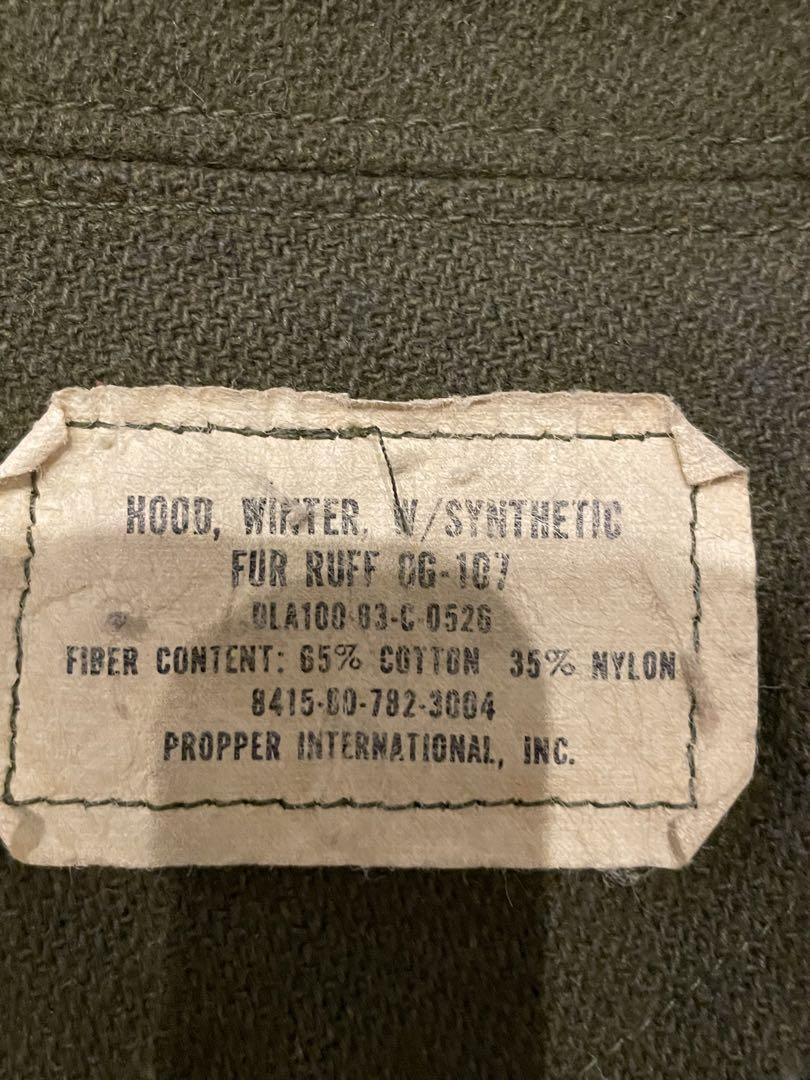 HOOD, WINTER, W/SYNTHETIC
FUR RUFF OG-107
DLA100-83-C-0526
FIBER CONTENT: 65% COTTON 35% NYLON
8415-00-782-3004
PROPPER INTERNATIONAL, INC.